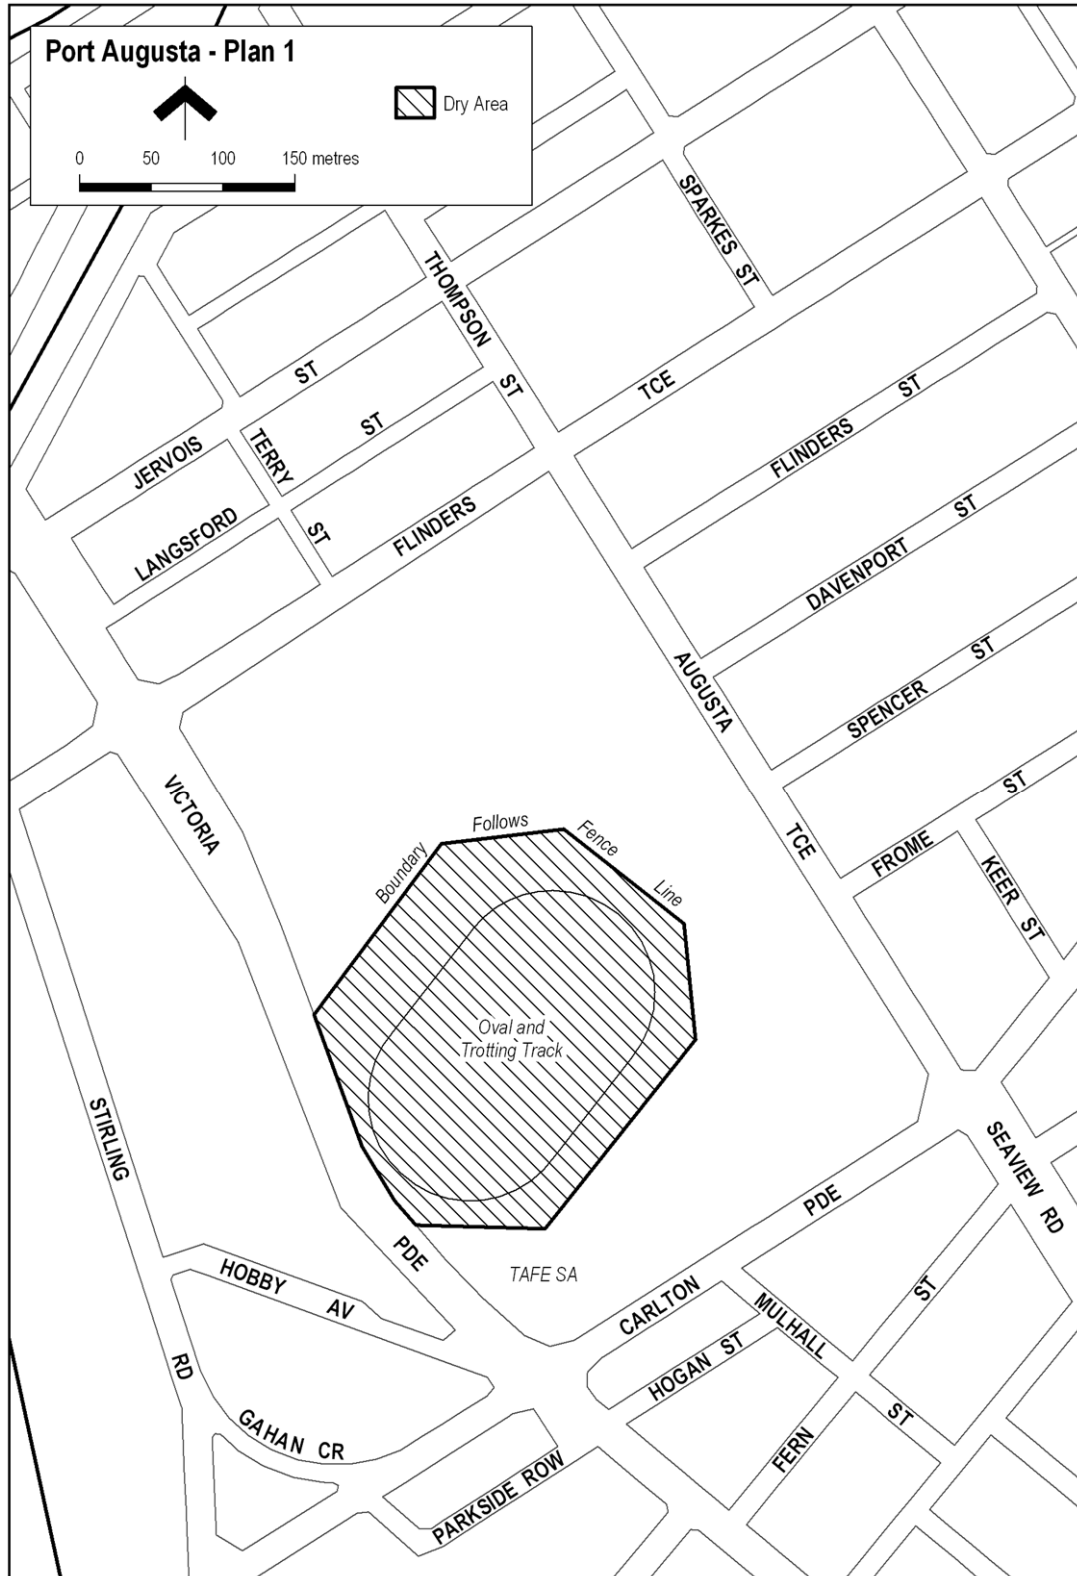 Port Augusta - Plan 1
Dry Area
0 50 100 150 metres
SPARKES ST
THOMPSON ST
JERVOIS ST
TERRY ST
LANGSFORD ST
FLINDERS TCE
FLINDERS ST
DAVENPORT ST
AUGUSTA TCE
SPENCER ST
FROME ST
KEER ST
VICTORIA PDE
Boundary Follows Fence Line
Oval and
Trotting Track
STIRLING RD
SEAVIEW RD
HOBBY AV
TAFE SA
CARLTON PDE
MULHALL ST
HOGAN ST
FERN ST
GAHAN CR
PARKSIDE ROW